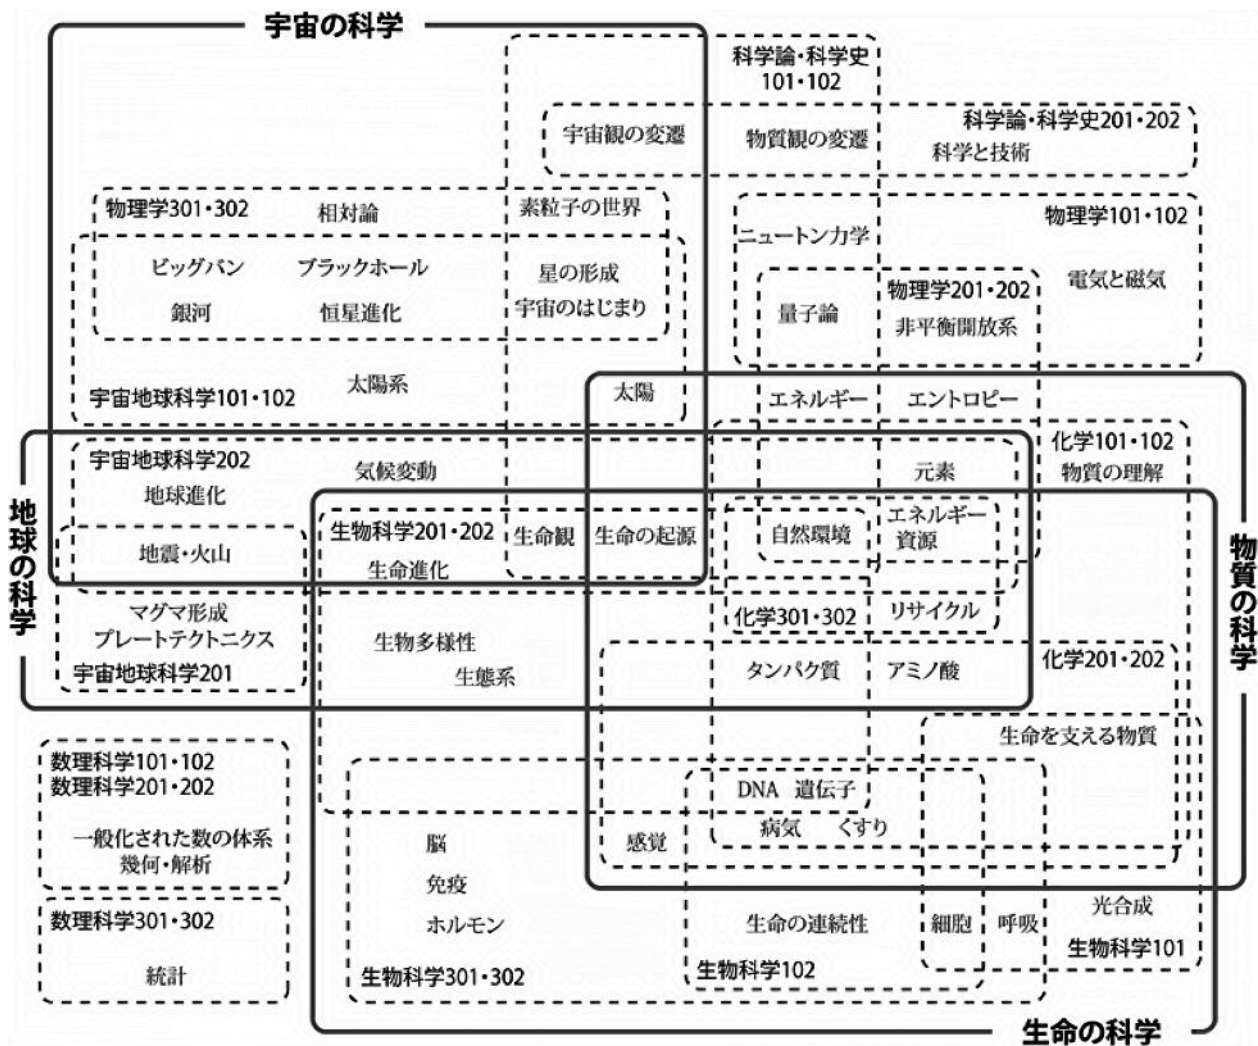 宇宙の科学
科学論・科学史
101・102
宇宙観の変遷
物質観の変遷
科学論・科学史201・202
科学と技術
物理学301・302
相対論
素粒子の世界
物理学101・102
ニュートン力学
ビッグバン
ブラックホール
星の形成
電気と磁気
銀河
恒星進化
宇宙のはじまり
量子論
物理学201・202
非平衡開放系
太陽系
宇宙地球科学101・102
太陽
エネルギー
エントロピー
宇宙地球科学202
気候変動
元素
化学101・102
物質の理解
地球進化
地球の科学
地震・火山
生物科学201・202
生命進化
生命観
生命の起源
自然環境
エネルギー
資源
物質の科学
マグマ形成
プレートテクトニクス
宇宙地球科学201
生物多様性
生態系
化学301・302
リサイクル
タンパク質
アミノ酸
化学201・202
生命を支える物質
数理科学101・102
数理科学201・202
一般化された数の体系
幾何・解析
DNA 遺伝子
病気 くすり
脳
感覚
免疫
ホルモン
数理科学301・302
統計
生命の連続性
細胞
呼吸
光合成
生物科学101
生物科学301・302
生物科学102
生命の科学